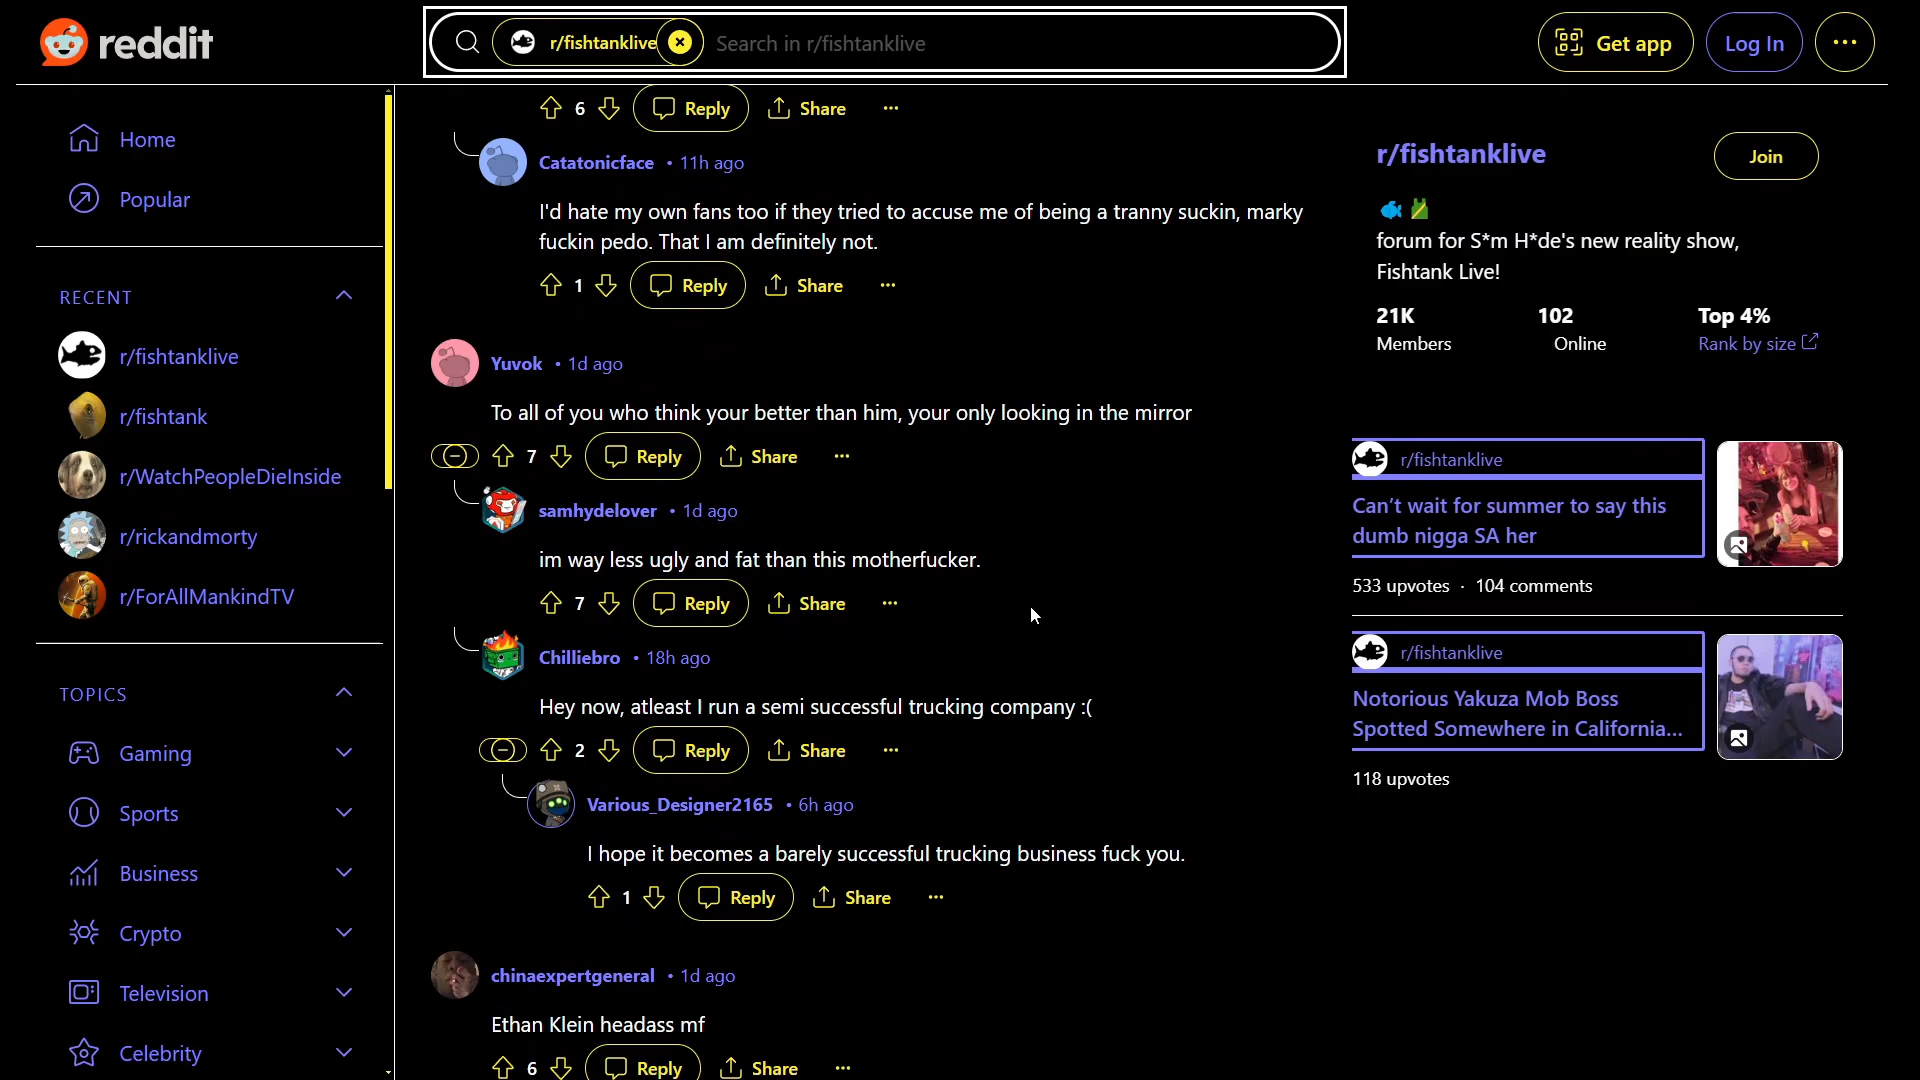 reddit
r/fishtanklive
Search in r/fishtanklive
Get app
Log In
Home
Popular
RECENT
r/fishtanklive
r/fishtank
r/WatchPeopleDieInside
r/rickandmorty
r/ForAllMankindTV
TOPICS
Gaming
Sports
Business
Crypto
Television
Celebrity
6
Reply
Share
Catatonicface • 11h ago
I'd hate my own fans too if they tried to accuse me of being a tranny suckin, marky
fuckin pedo. That I am definitely not.
1
Reply
Share
Yuvok • 1d ago
To all of you who think your better than him, your only looking in the mirror
7
Reply
Share
samhydelover • 1d ago
im way less ugly and fat than this motherfucker.
7
Reply
Share
Chilliebro • 18h ago
Hey now, atleast I run a semi successful trucking company :(
2
Reply
Share
Various_Designer2165 • 6h ago
I hope it becomes a barely successful trucking business fuck you.
1
Reply
Share
chinaexpertgeneral • 1d ago
Ethan Klein headass mf
6
Reply
Share
r/fishtanklive
Join
forum for S*m H*de's new reality show,
Fishtank Live!
21K
Members
102
Online
Top 4%
Rank by size
r/fishtanklive
Can't wait for summer to say this
dumb nigga SA her
533 upvotes · 104 comments
r/fishtanklive
Notorious Yakuza Mob Boss
Spotted Somewhere in California...
118 upvotes